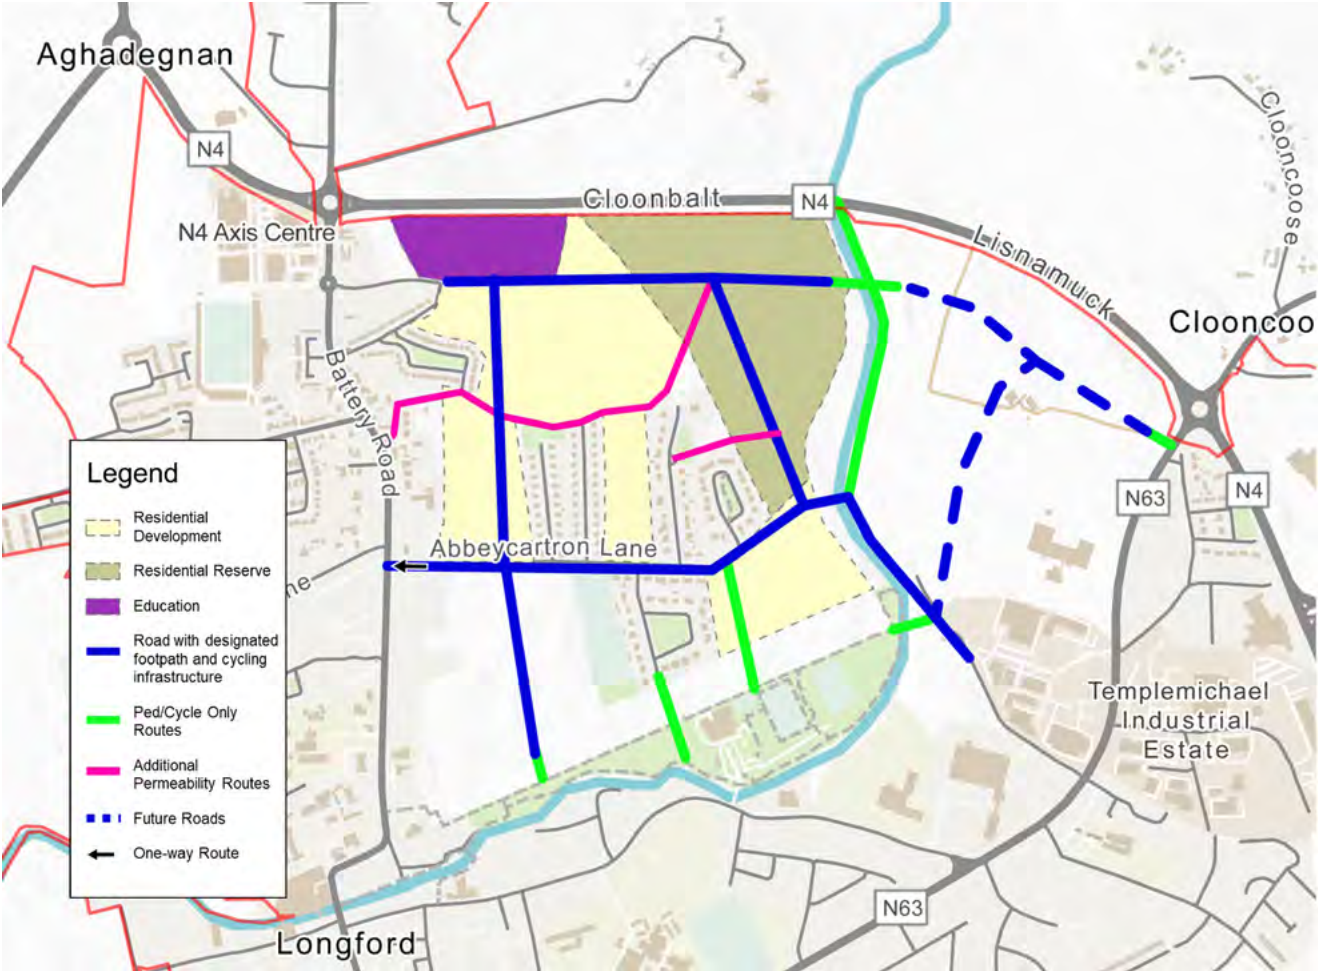 Aghadegnan
N4
Cloonbalt
N4
N4 Axis Centre
Lisnamuck
Clooncoose
Clooncoo
Battery Road
N63
N4
Legend
Residential
Development
Residential Reserve
Education
Road with designated
footpath and cycling
infrastructure
Ped/Cycle Only
Routes
Additional
Permeability Routes
Future Roads
One-way Route
Abbeycartron Lane
ne
Templemichael
Industrial
Estate
N63
Longford